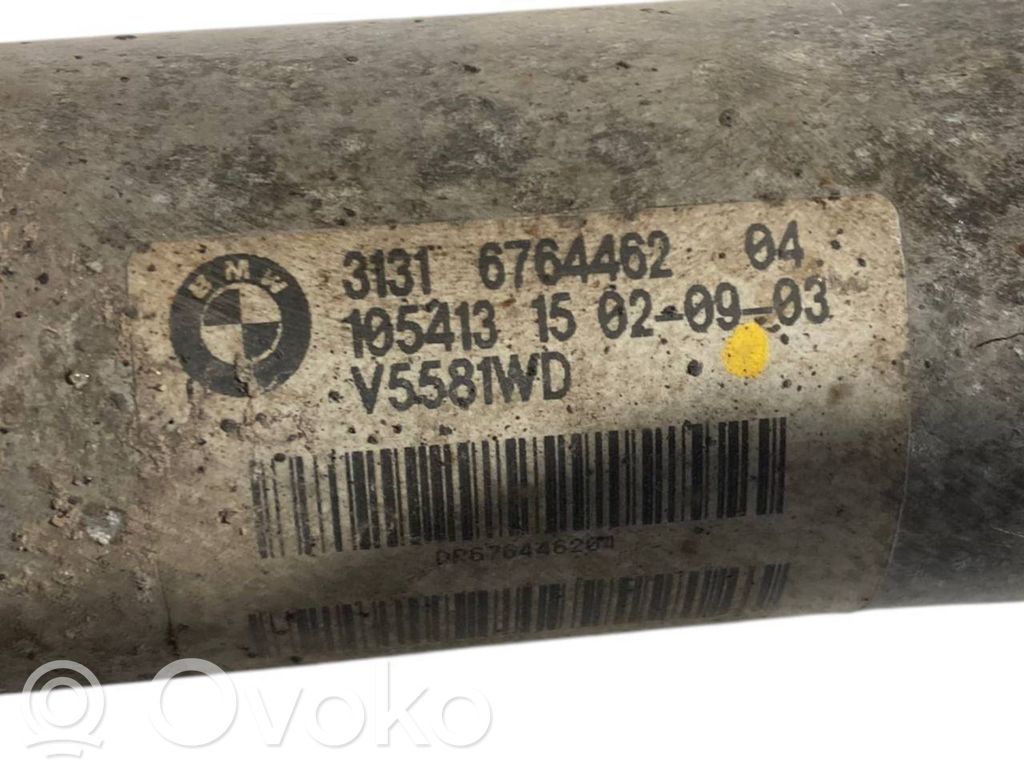 BMW
3131 6764462 04
105413 15 02-09-03
V5581WD
Ovoko